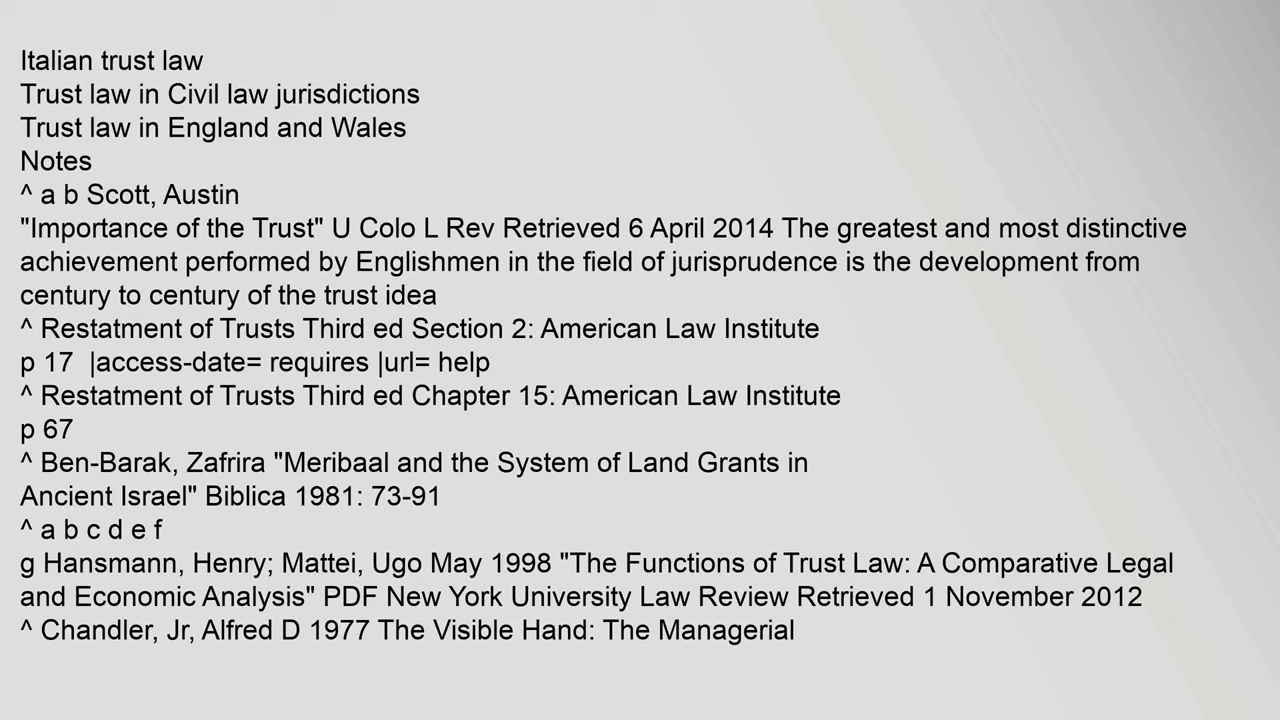 Italian trust law
Trust law in Civil law jurisdictions
Trust law in England and Wales
Notes
^ a b Scott, Austin
"Importance of the Trust" U Colo L Rev Retrieved 6 April 2014 The greatest and most distinctive
achievement performed by Englishmen in the field of jurisprudence is the development from
century to century of the trust idea
^ Restatment of Trusts Third ed Section 2: American Law Institute
p 17  |access-date= requires |url= help
^ Restatment of Trusts Third ed Chapter 15: American Law Institute
p 67
^ Ben-Barak, Zafrira "Meribaal and the System of Land Grants in
Ancient Israel" Biblica 1981: 73-91
^ a b c d e f
g Hansmann, Henry; Mattei, Ugo May 1998 "The Functions of Trust Law: A Comparative Legal
and Economic Analysis" PDF New York University Law Review Retrieved 1 November 2012
^ Chandler, Jr, Alfred D 1977 The Visible Hand: The Managerial